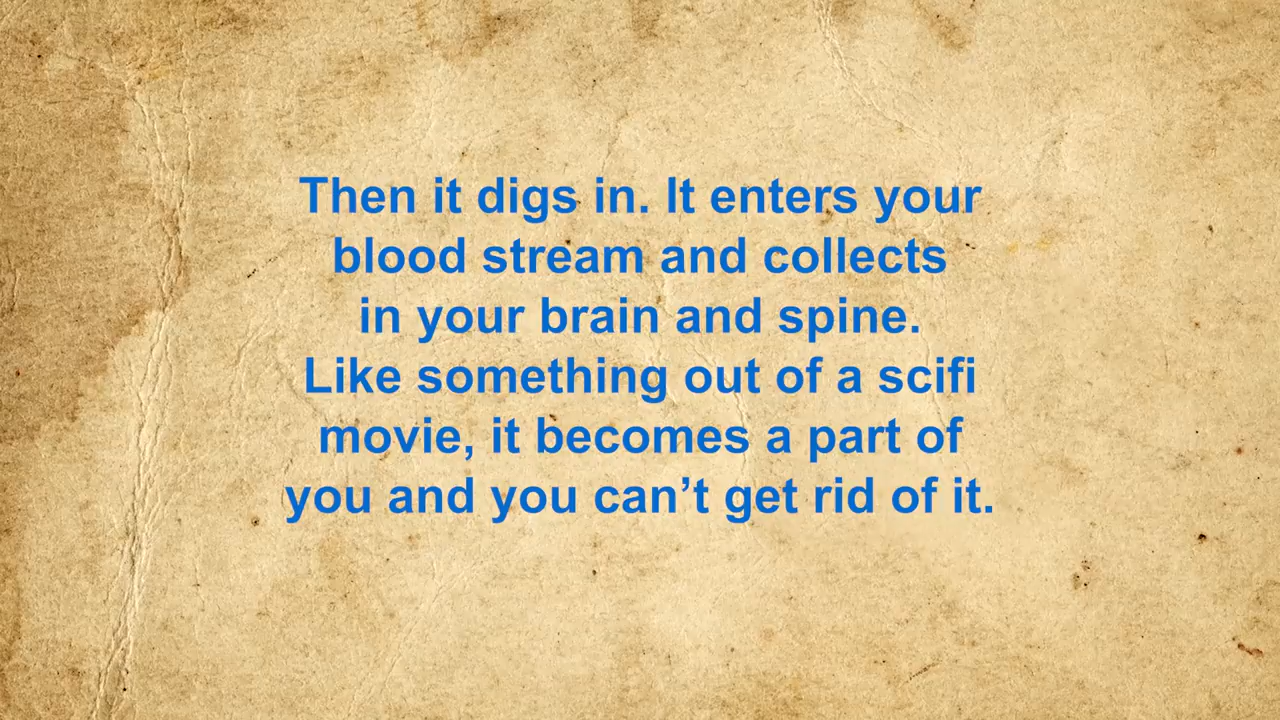 Then it digs in. It enters your
blood stream and collects
in your brain and spine.
Like something out of a scifi
movie, it becomes a part of
you and you can’t get rid of it.